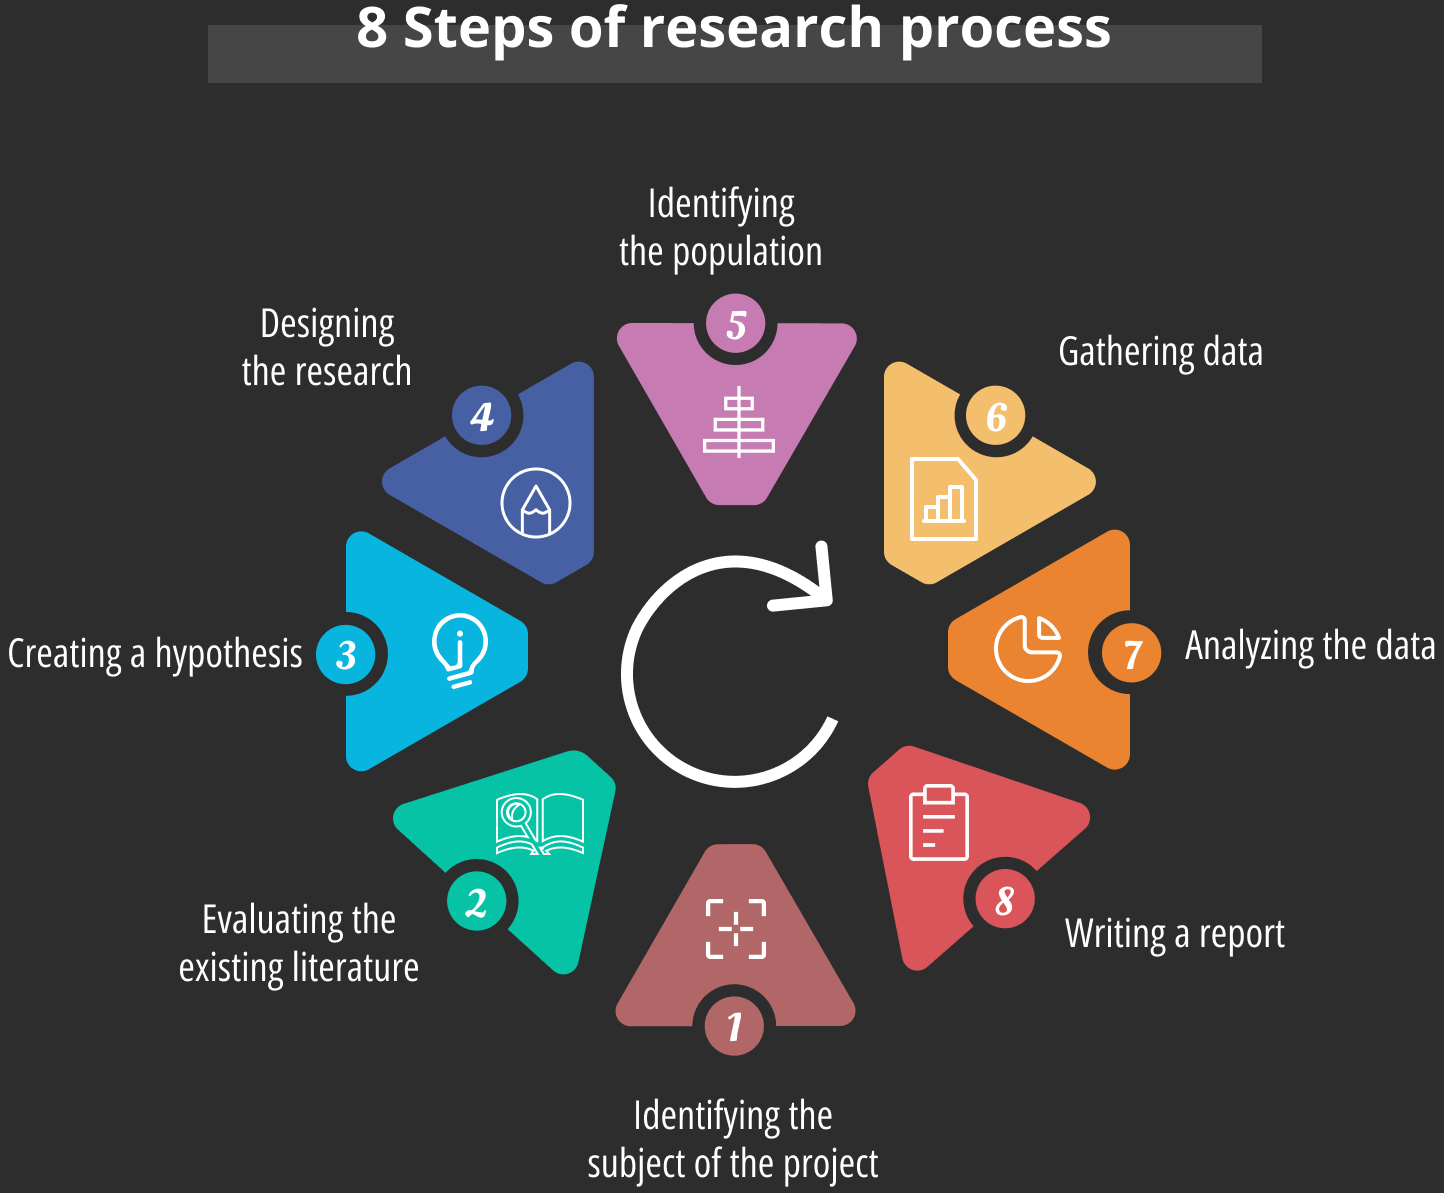 8 Steps of research process
1
Identifying the
subject of the project
2
Evaluating the
existing literature
3
Creating a hypothesis
4
Designing
the research
5
Identifying
the population
6
Gathering data
7
Analyzing the data
8
Writing a report